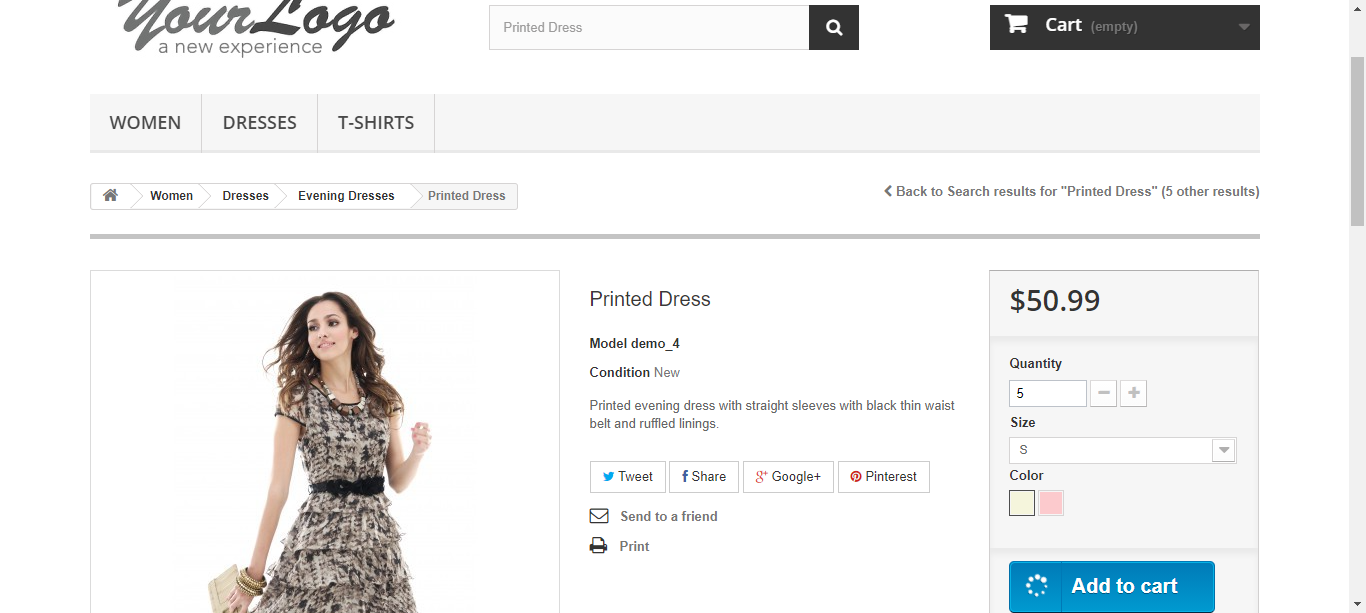 YourLogo
a new experience
Printed Dress
Cart (empty)
WOMEN DRESSES T-SHIRTS
Women Dresses Evening Dresses Printed Dress
Back to Search results for "Printed Dress" (5 other results)
Printed Dress
Model demo_4
Condition New
Printed evening dress with straight sleeves with black thin waist
belt and ruffled linings.
Tweet Share Google+ Pinterest
Send to a friend
Print
$50.99
Quantity
5
Size
S
Color
Add to cart